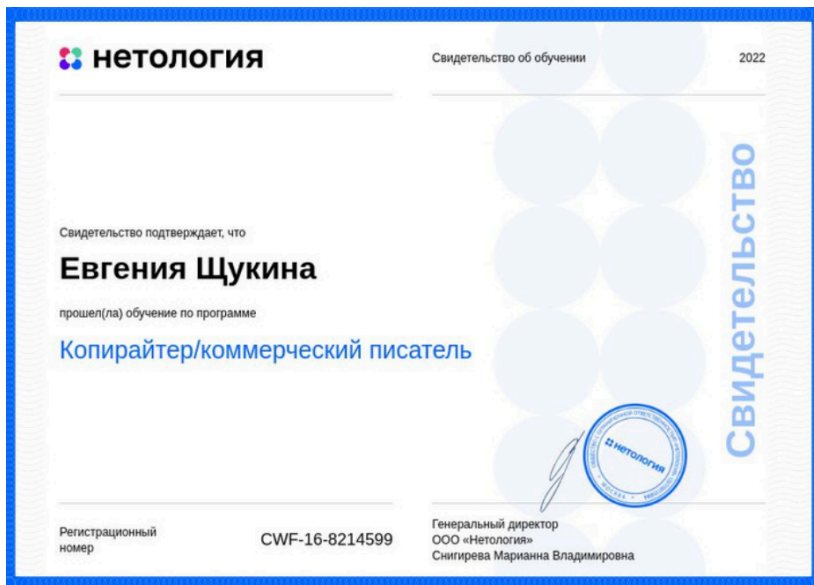 нетология
Свидетельство об обучении
2022
Свидетельство
Свидетельство подтверждает, что
Евгения Щукина
прошел(ла) обучение по программе
Копирайтер/коммерческий писатель
нетология
Регистрационный
номер
CWF-16-8214599
Генеральный директор
ООО «Нетология»
Снигирева Марианна Владимировна